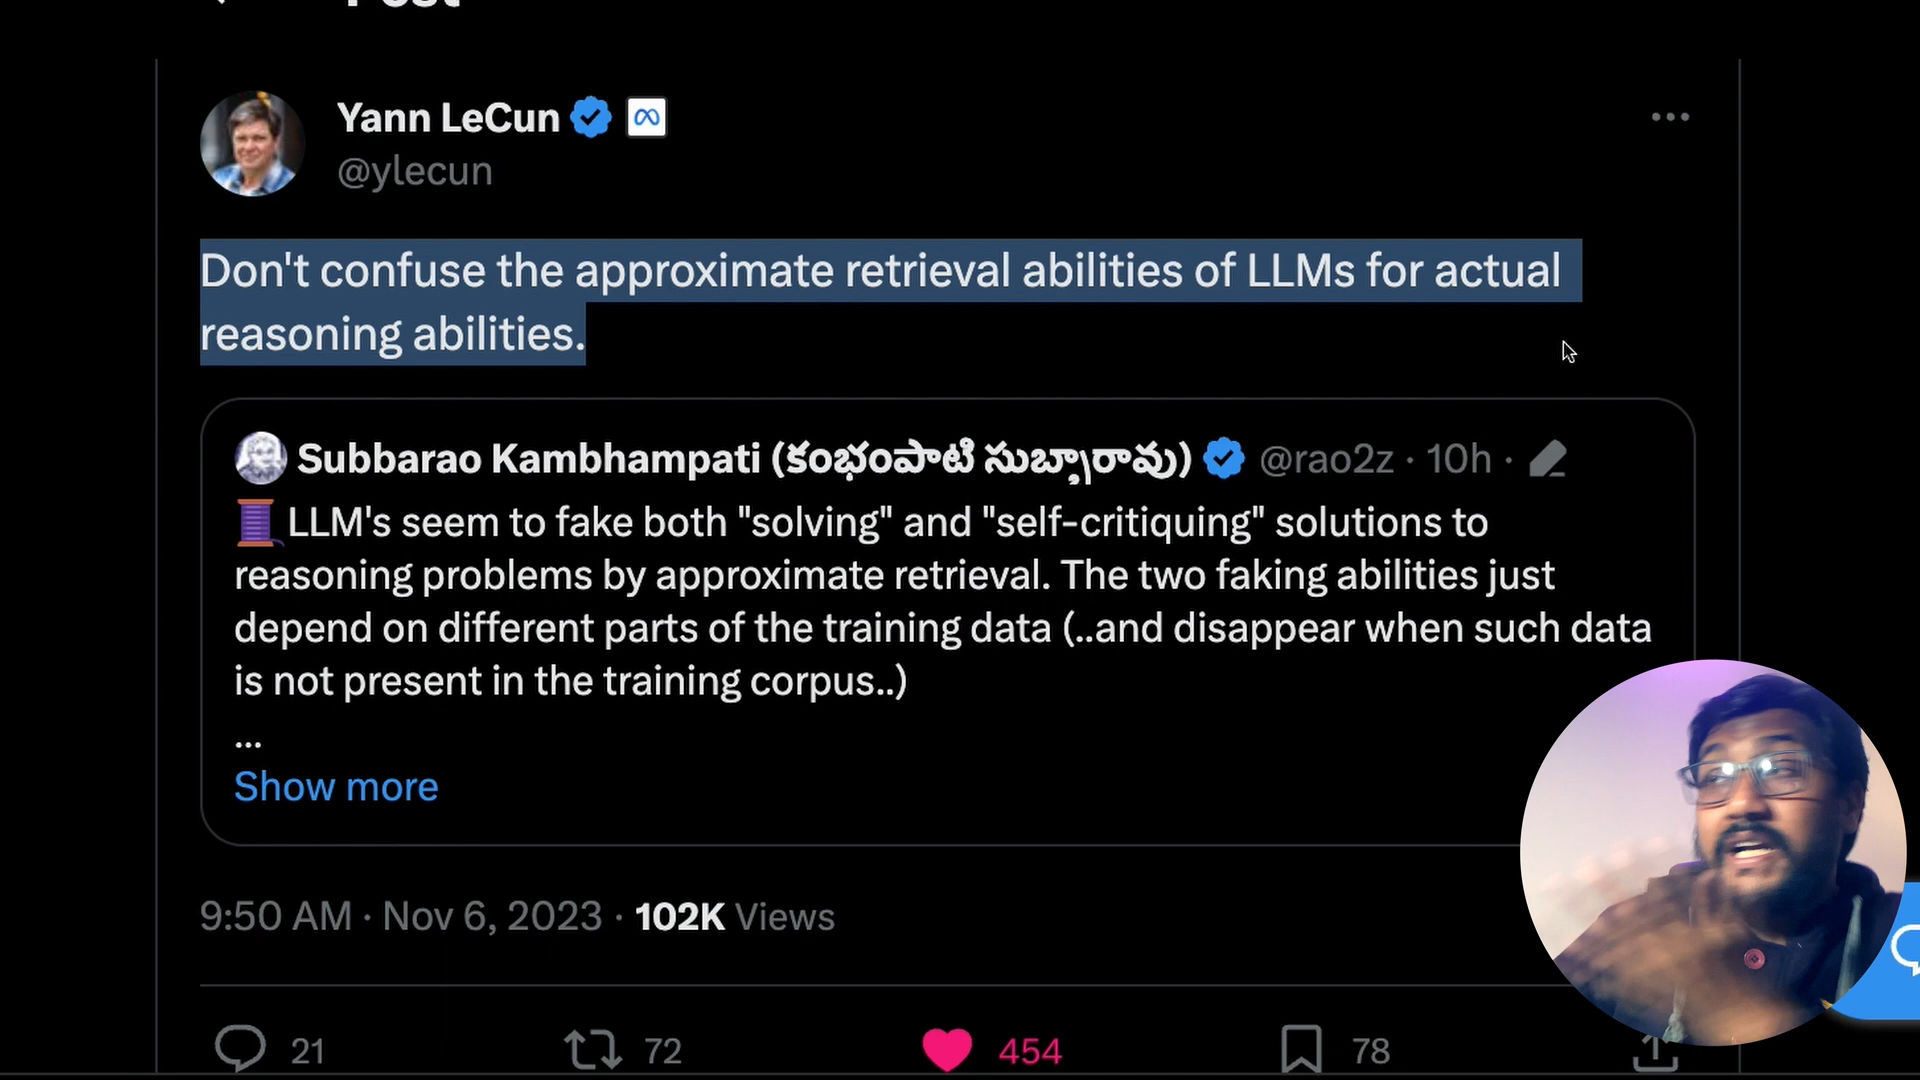 Post
Yann LeCun
@ylecun
Don't confuse the approximate retrieval abilities of LLMs for actual
reasoning abilities.
Subbarao Kambhampati (కంభంపాటి సుబ్బారావు) @rao2z · 10h ·
LLM's seem to fake both "solving" and "self-critiquing" solutions to
reasoning problems by approximate retrieval. The two faking abilities just
depend on different parts of the training data (..and disappear when such data
is not present in the training corpus..)
...
Show more
9:50 AM · Nov 6, 2023 · 102K Views
21 72 454 78